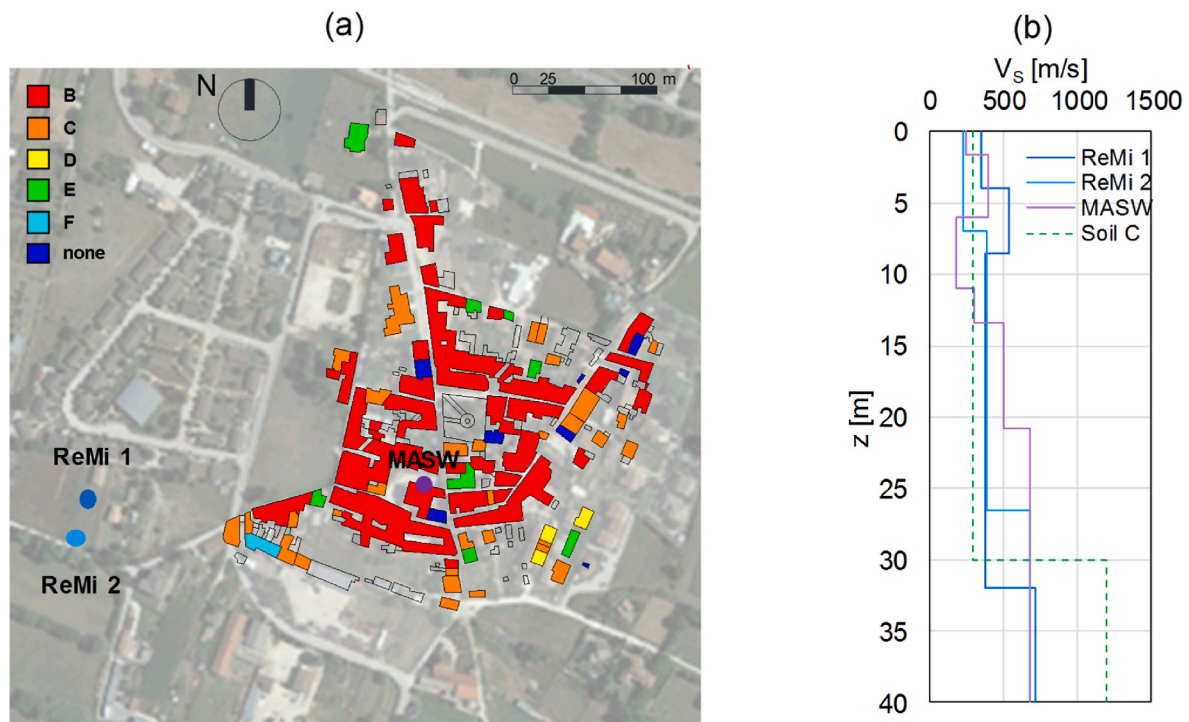 (a)
N
0 25 100 m
B
C
D
E
F
none
MASW
ReMi 1
ReMi 2
(b)
V_S [m/s]
0 500 1000 1500
0
5
10
15
20
25
30
35
40
z [m]
ReMi 1
ReMi 2
MASW
Soil C